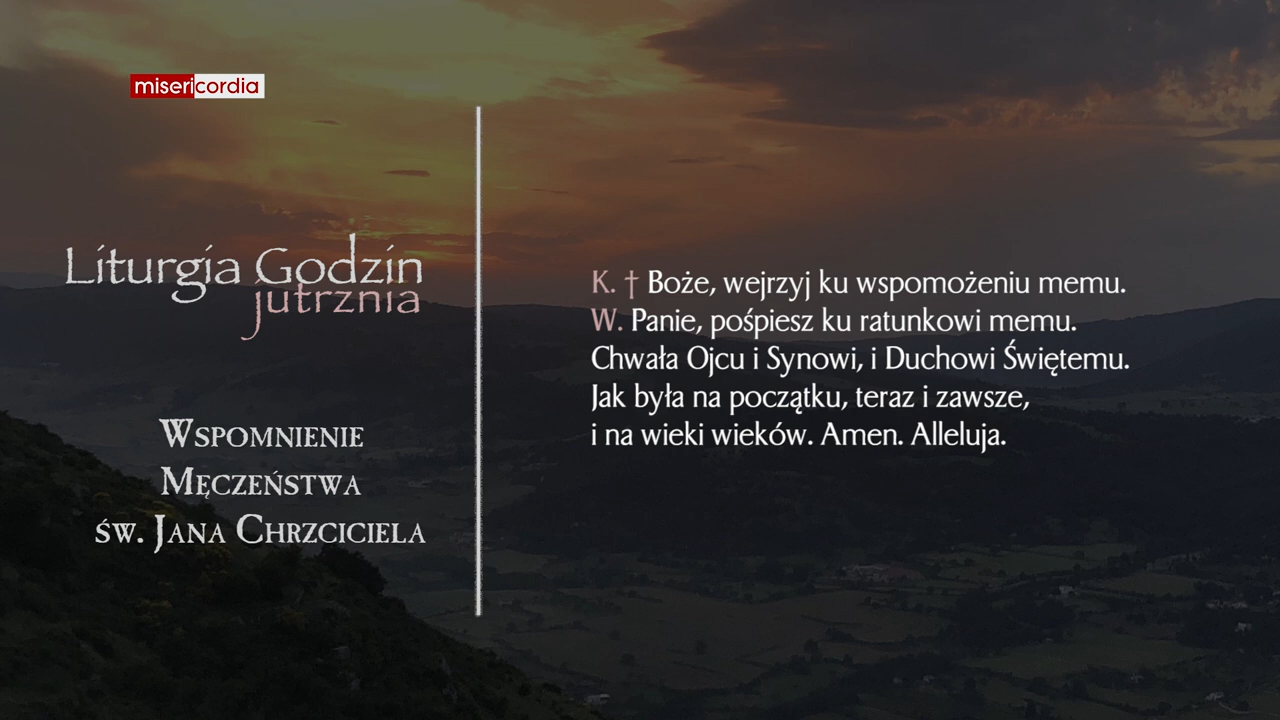 misericordia
Liturgia Godzin
jutrznia
Wspomnienie
Męczeństwa
św. Jana Chrzciciela
K. † Boże, wejrzyj ku wspomożeniu memu.
W. Panie, pośpiesz ku ratunkowi memu.
Chwała Ojcu i Synowi, i Duchowi Świętemu.
Jak była na początku, teraz i zawsze,
i na wieki wieków. Amen. Alleluja.